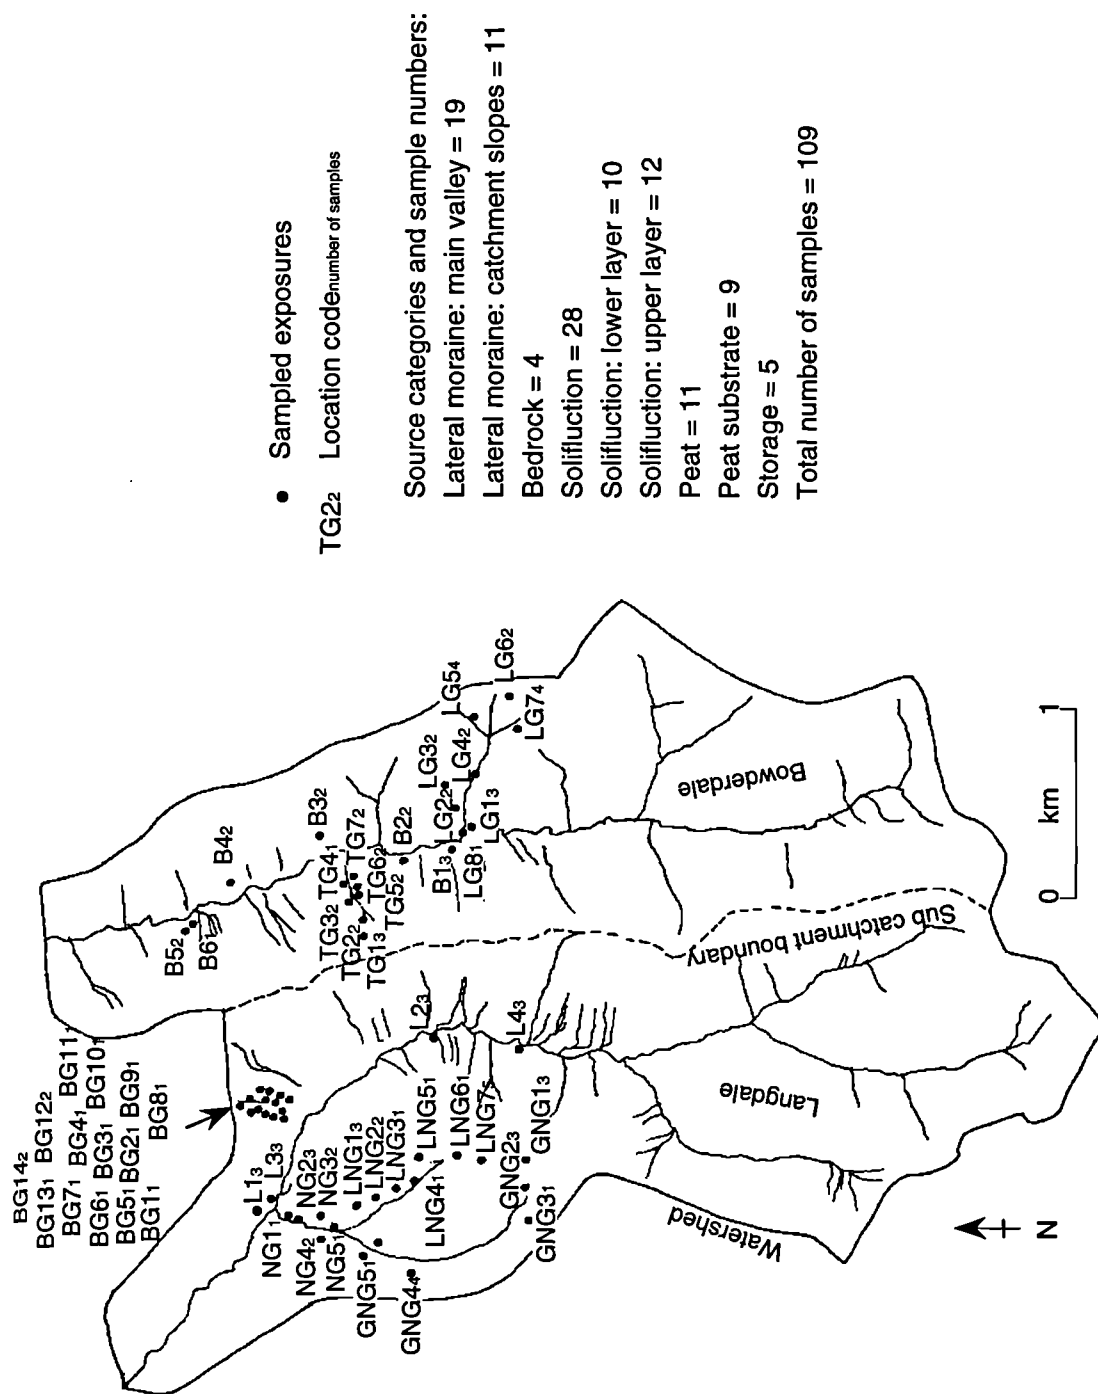 Sampled exposures
TG2₂ Location code number of samples
Source categories and sample numbers:
Lateral moraine: main valley = 19
Lateral moraine: catchment slopes = 11
Bedrock = 4
Solifluction = 28
Solifluction: lower layer = 10
Solifluction: upper layer = 12
Peat = 11
Peat substrate = 9
Storage = 5
Total number of samples = 109
BG14₂
BG13₁ BG12₂
BG7₁ BG4₁ BG11₁
BG6₁ BG3₁ BG10₁
BG5₁ BG2₁ BG9₁
BG1₁ BG8₁
B5₂
B6₁
B4₂
B3₂
TG3₂ TG4₁
TG7₂
TG2₂
TG6₂
TG1₃
TG5₂
B2₂
B1₃
LG2₂
LG3₂
LG4₂
LG5₄
LG6₂
LG7₄
LG8₁
LG1₃
L1₃
L3₃
NG1₁
NG2₃
NG3₂
NG4₂
NG5₁
LNG1₃
LNG2₂
LNG3₁
LNG4₁
LNG5₁
LNG6₁
L2₃
L4₃
GNG5₁
GNG4₄
GNG3₁
GNG2₃
GNG1₃
Bowderdale
Sub catchment boundary
Langdale
Watershed
N
0 km 1